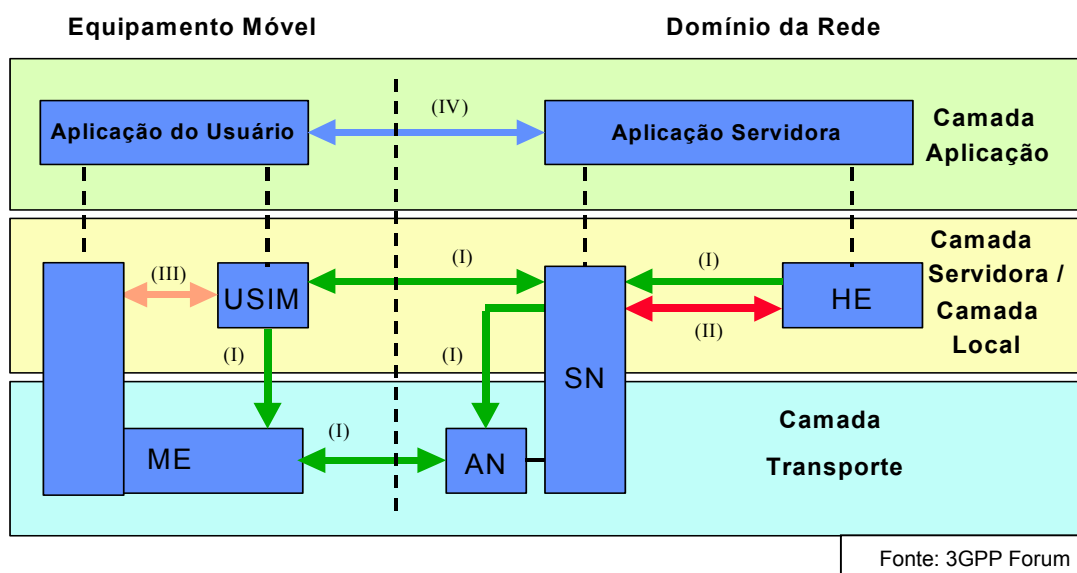 Equipamento Móvel
Domínio da Rede
Aplicação do Usuário
(IV)
Aplicação Servidora
Camada
Aplicação
(III)
USIM
(I)
(I)
(II)
HE
Camada
Servidora /
Camada
Local
(I)
(I)
SN
ME
(I)
AN
Camada
Transporte
Fonte: 3GPP Forum